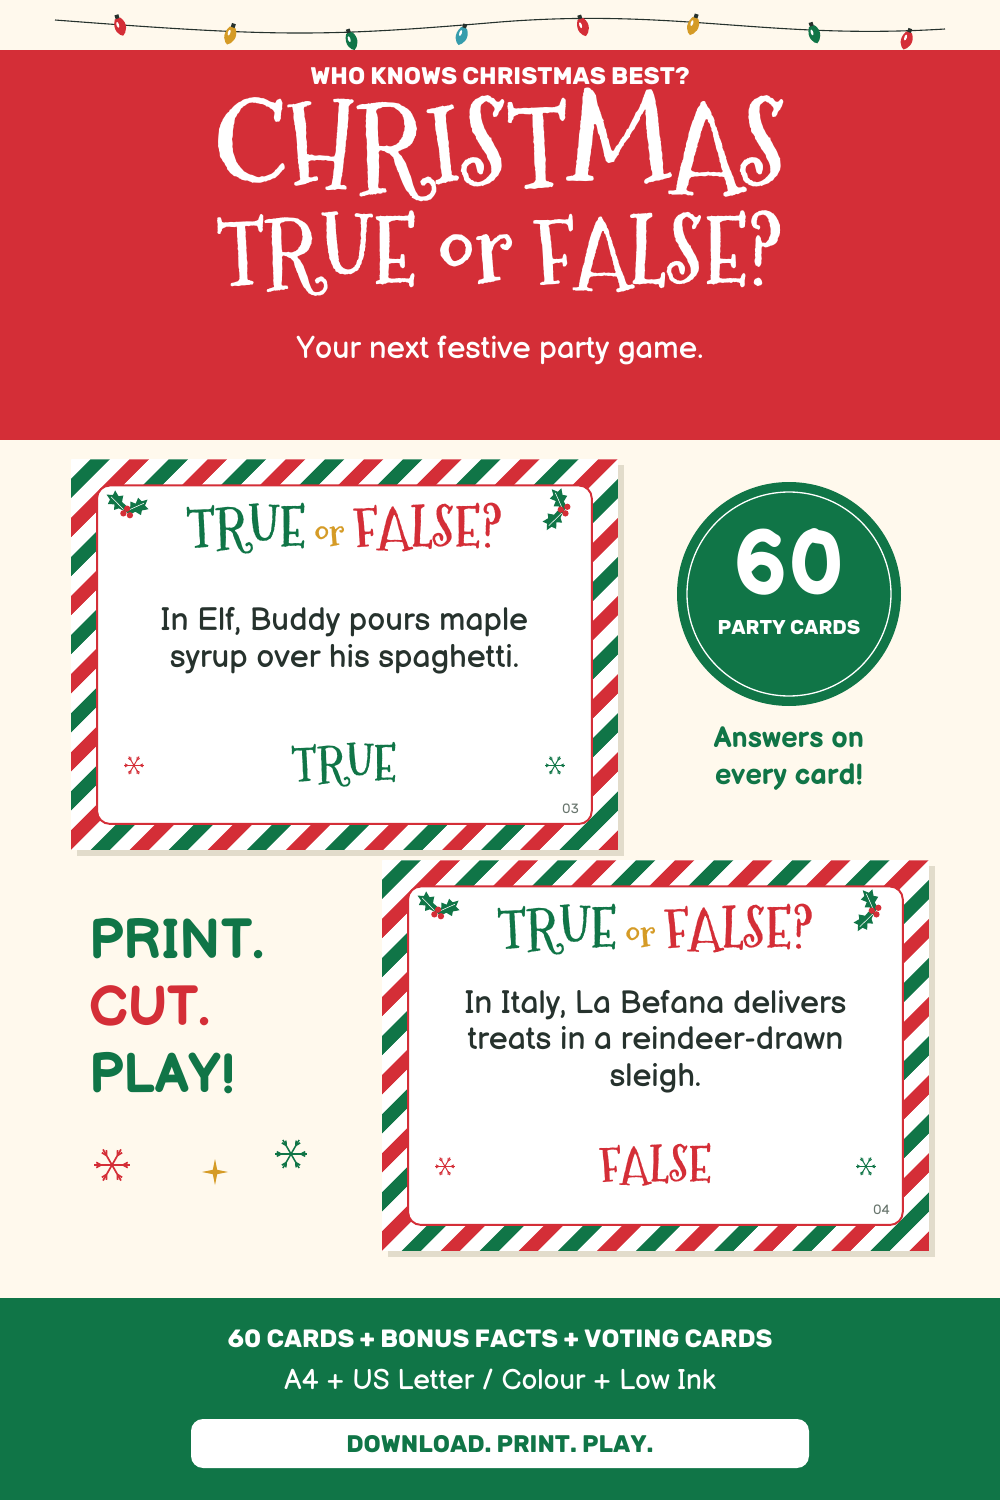 WHO KNOWS CHRISTMAS BEST?
CHRISTMAS
TRUE or FALSE?
Your next festive party game.
TRUE or FALSE?
In Elf, Buddy pours maple
syrup over his spaghetti.
TRUE
03
60
PARTY CARDS
Answers on
every card!
PRINT.
CUT.
PLAY!
TRUE or FALSE?
In Italy, La Befana delivers
treats in a reindeer-drawn
sleigh.
FALSE
04
60 CARDS + BONUS FACTS + VOTING CARDS
A4 + US Letter / Colour + Low Ink
DOWNLOAD. PRINT. PLAY.